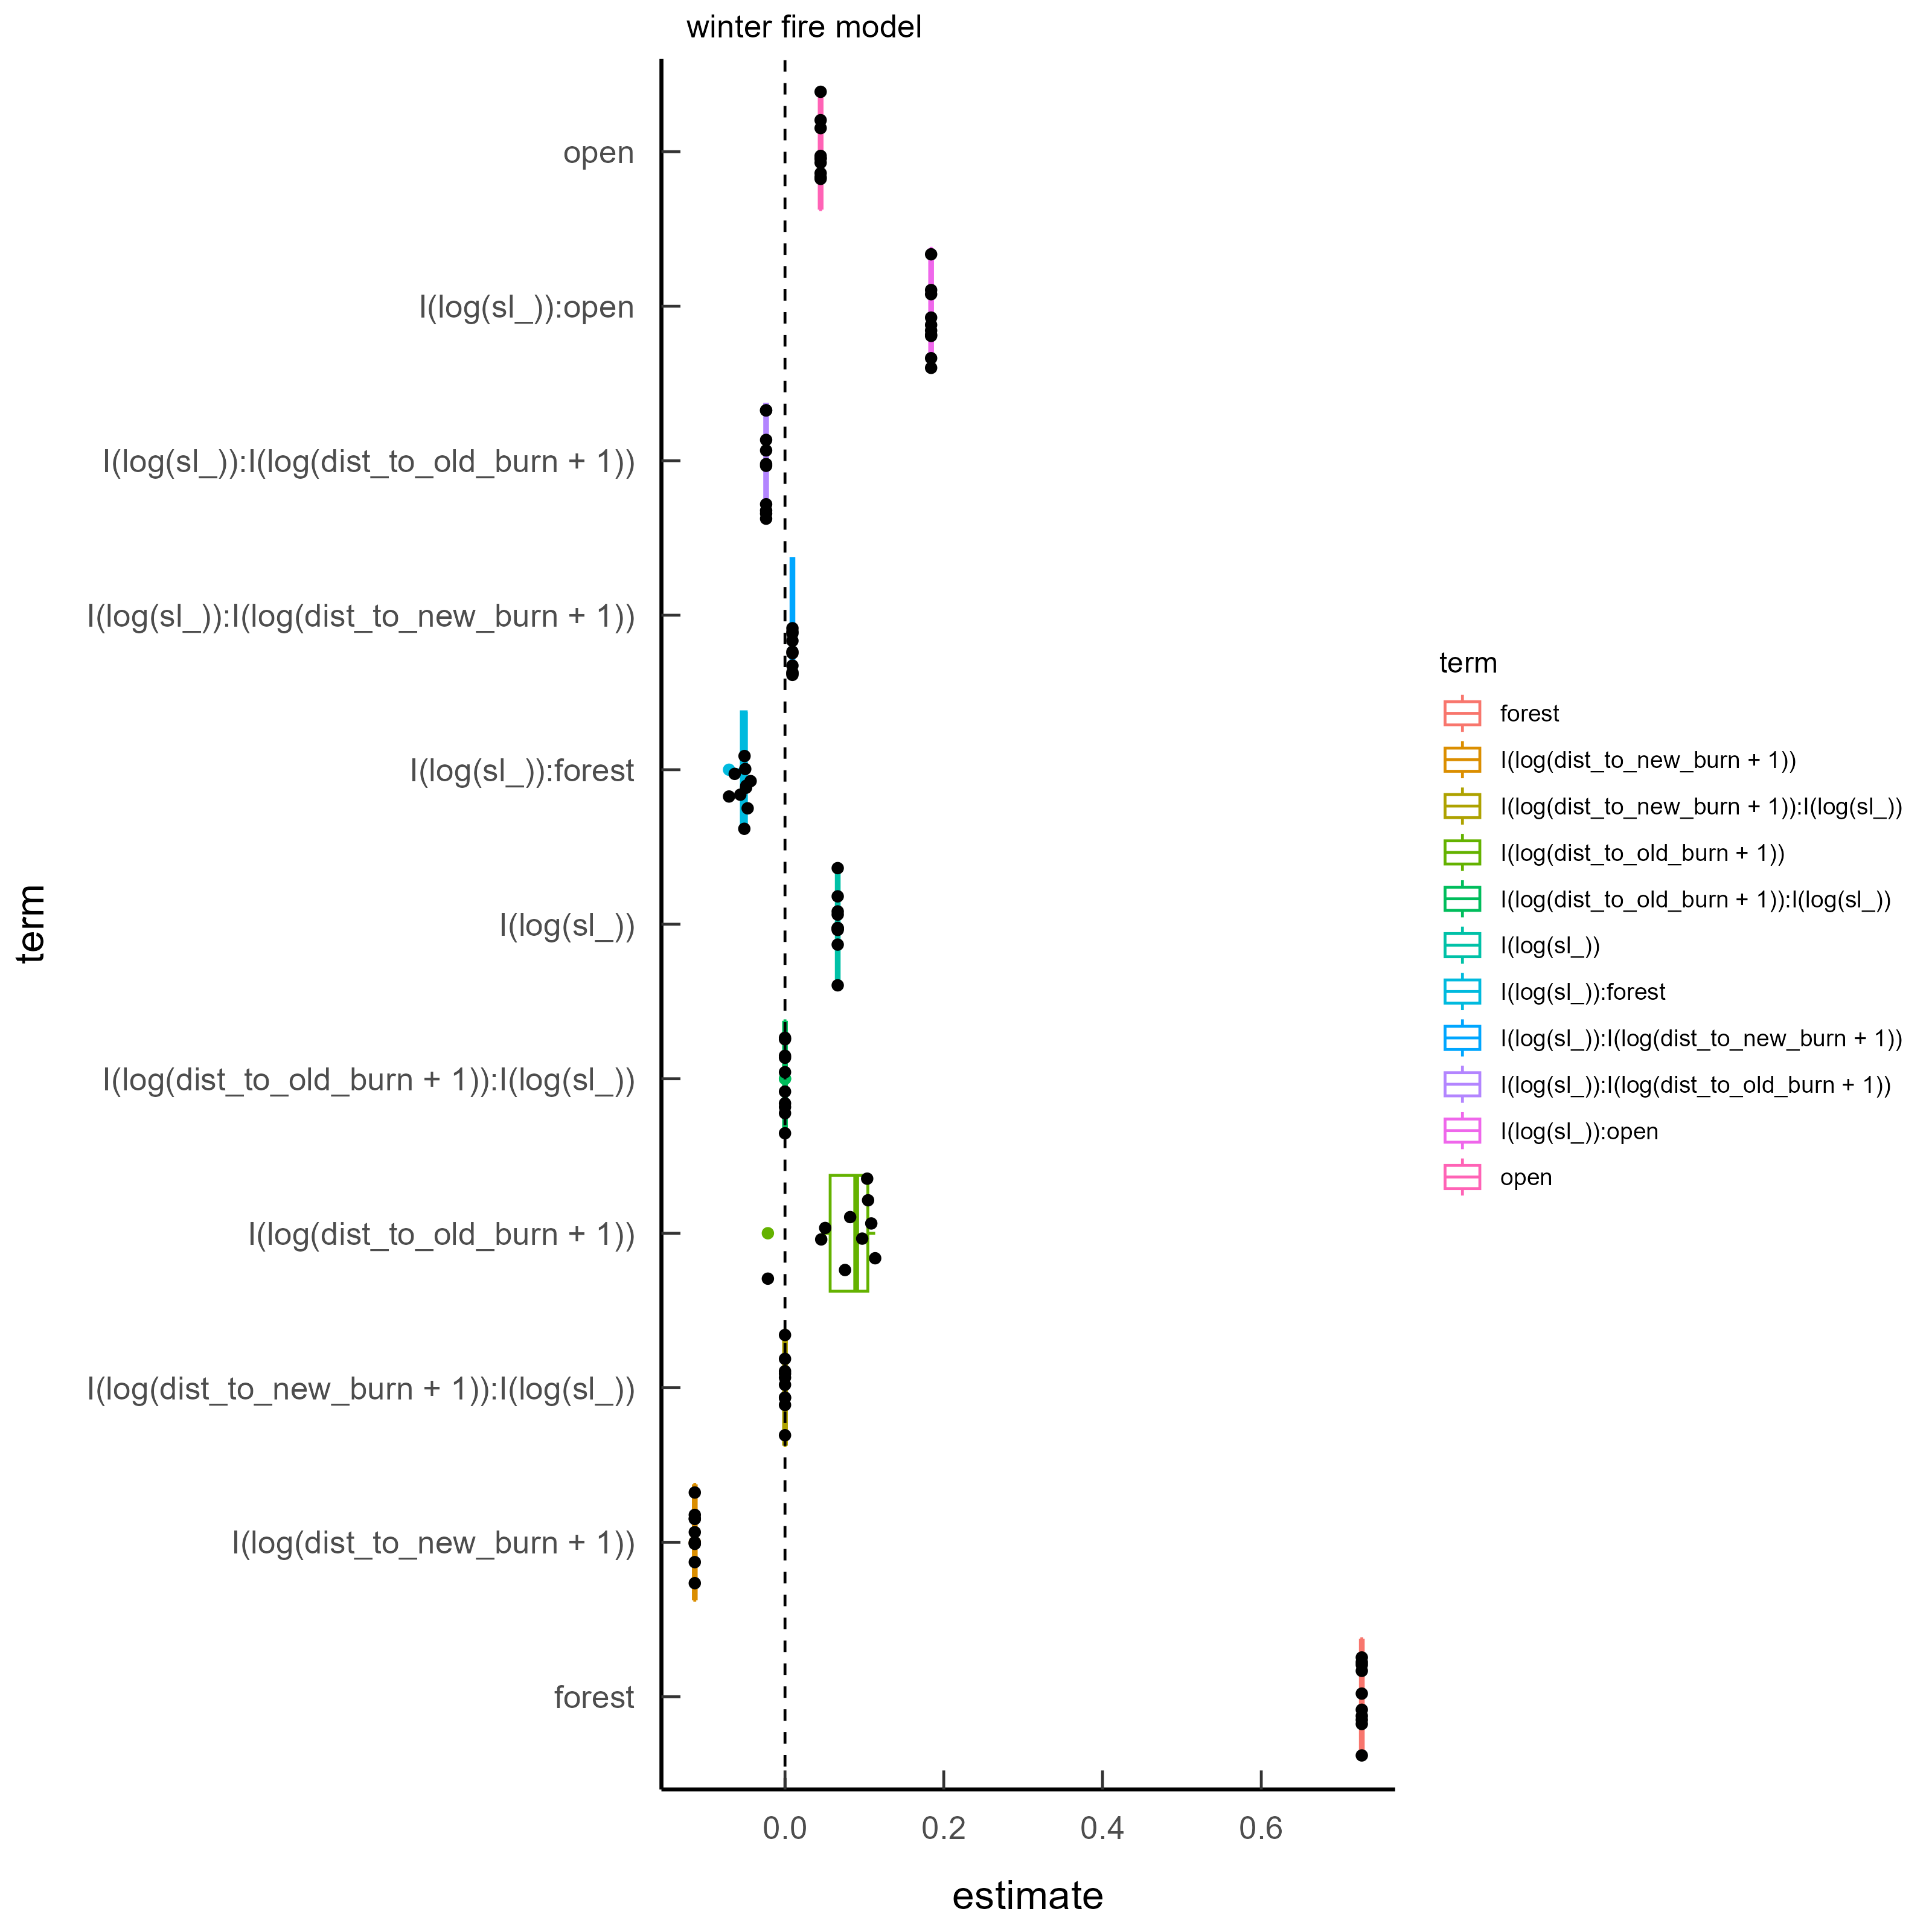 winter fire model
open
I(log(sl_)):open
I(log(sl_)):I(log(dist_to_old_burn + 1))
I(log(sl_)):I(log(dist_to_new_burn + 1))
I(log(sl_)):forest
I(log(sl_))
I(log(dist_to_old_burn + 1)):I(log(sl_))
I(log(dist_to_old_burn + 1))
I(log(dist_to_new_burn + 1)):I(log(sl_))
I(log(dist_to_new_burn + 1))
forest
term
0.0 0.2 0.4 0.6
estimate
term
forest
I(log(dist_to_new_burn + 1))
I(log(dist_to_new_burn + 1)):I(log(sl_))
I(log(dist_to_old_burn + 1))
I(log(dist_to_old_burn + 1)):I(log(sl_))
I(log(sl_))
I(log(sl_)):forest
I(log(sl_)):I(log(dist_to_new_burn + 1))
I(log(sl_)):I(log(dist_to_old_burn + 1))
I(log(sl_)):open
open